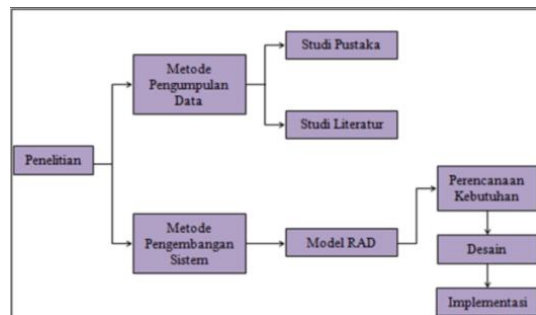 Penelitian
Metode
Pengumpulan
Data
Studi Pustaka
Studi Literatur
Metode
Pengembangan
Sistem
Model RAD
Perencanaan
Kebutuhan
Desain
Implementasi